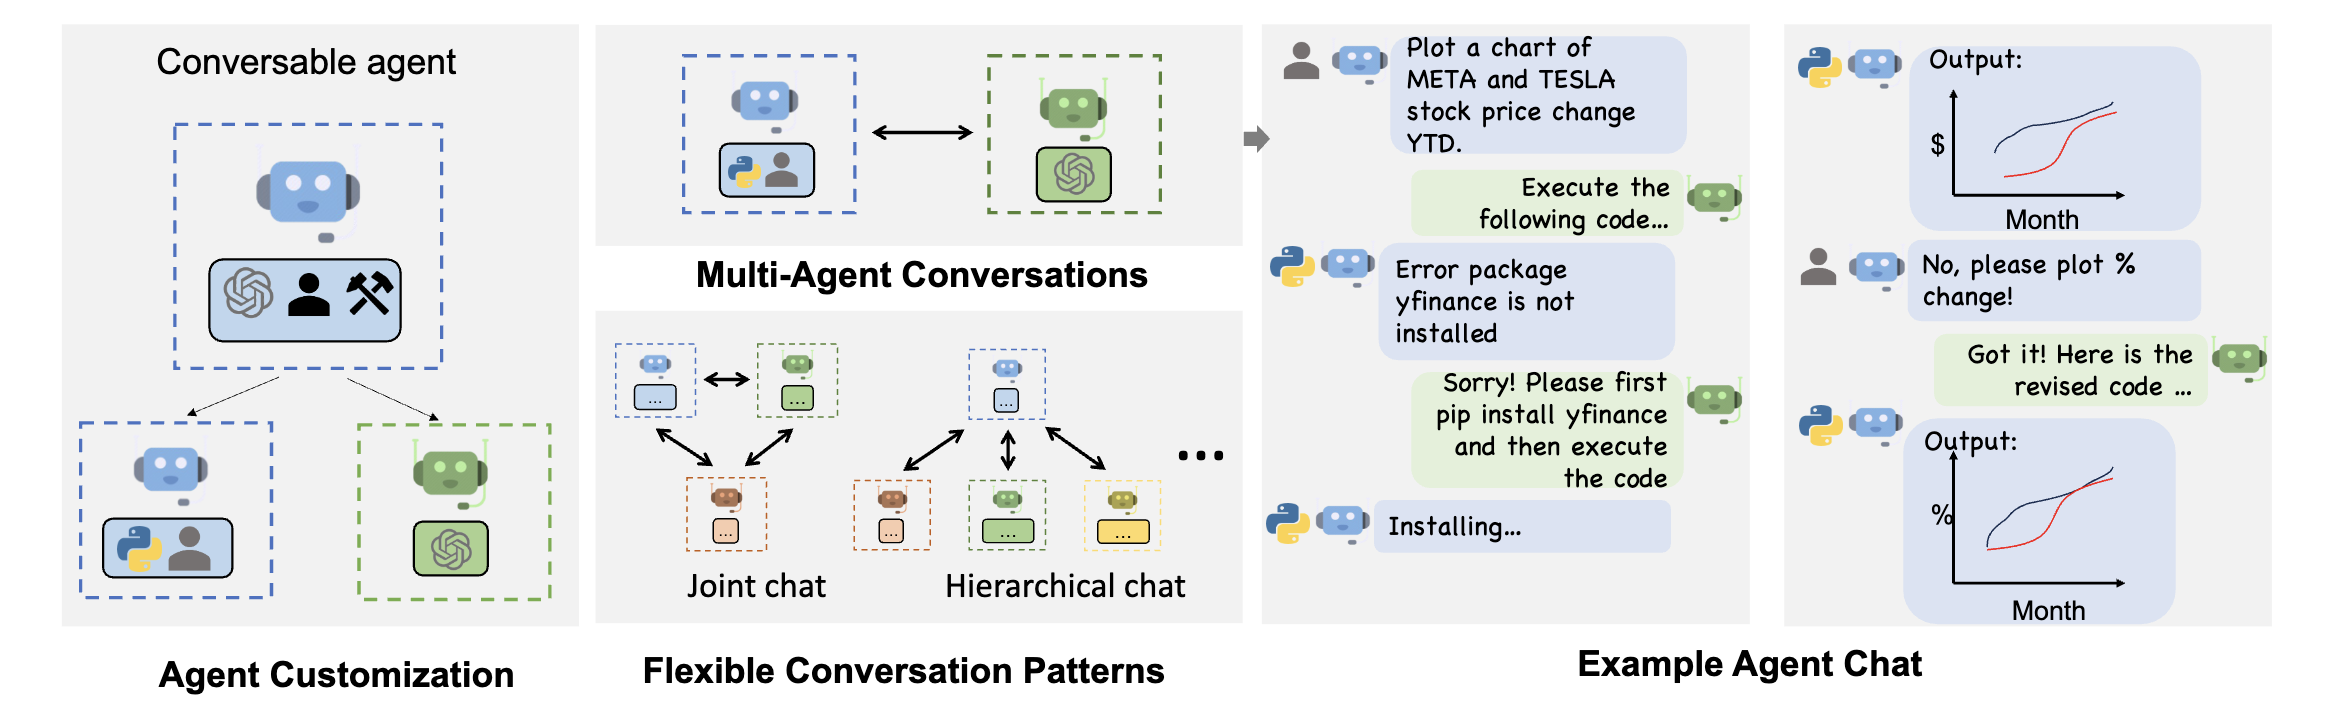 Conversable agent
Agent Customization
Multi-Agent Conversations
...
...
...
...
...
...
...
...
Joint chat
Hierarchical chat
Flexible Conversation Patterns
Plot a chart of
META and TESLA
stock price change
YTD.
Execute the
following code...
Error package
yfinance is not
installed
Sorry! Please first
pip install yfinance
and then execute
the code
Installing...
Output:
$
Month
No, please plot %
change!
Got it! Here is the
revised code ...
Output:
%
Month
Example Agent Chat